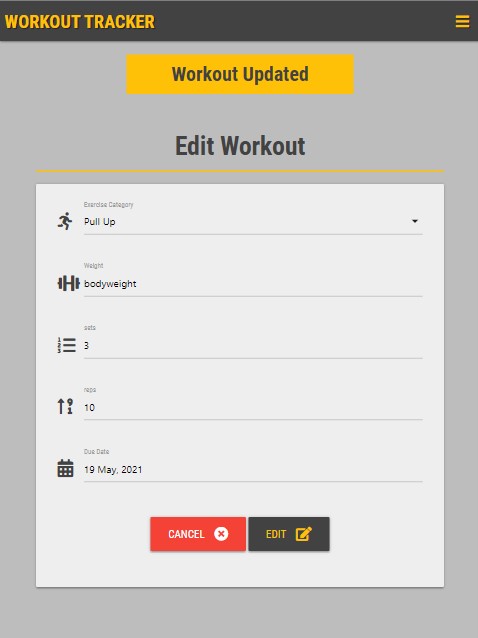 WORKOUT TRACKER
Workout Updated
Edit Workout
Exercise Category
Pull Up
Weight
bodyweight
sets
3
reps
10
Due Date
19 May, 2021
CANCEL EDIT